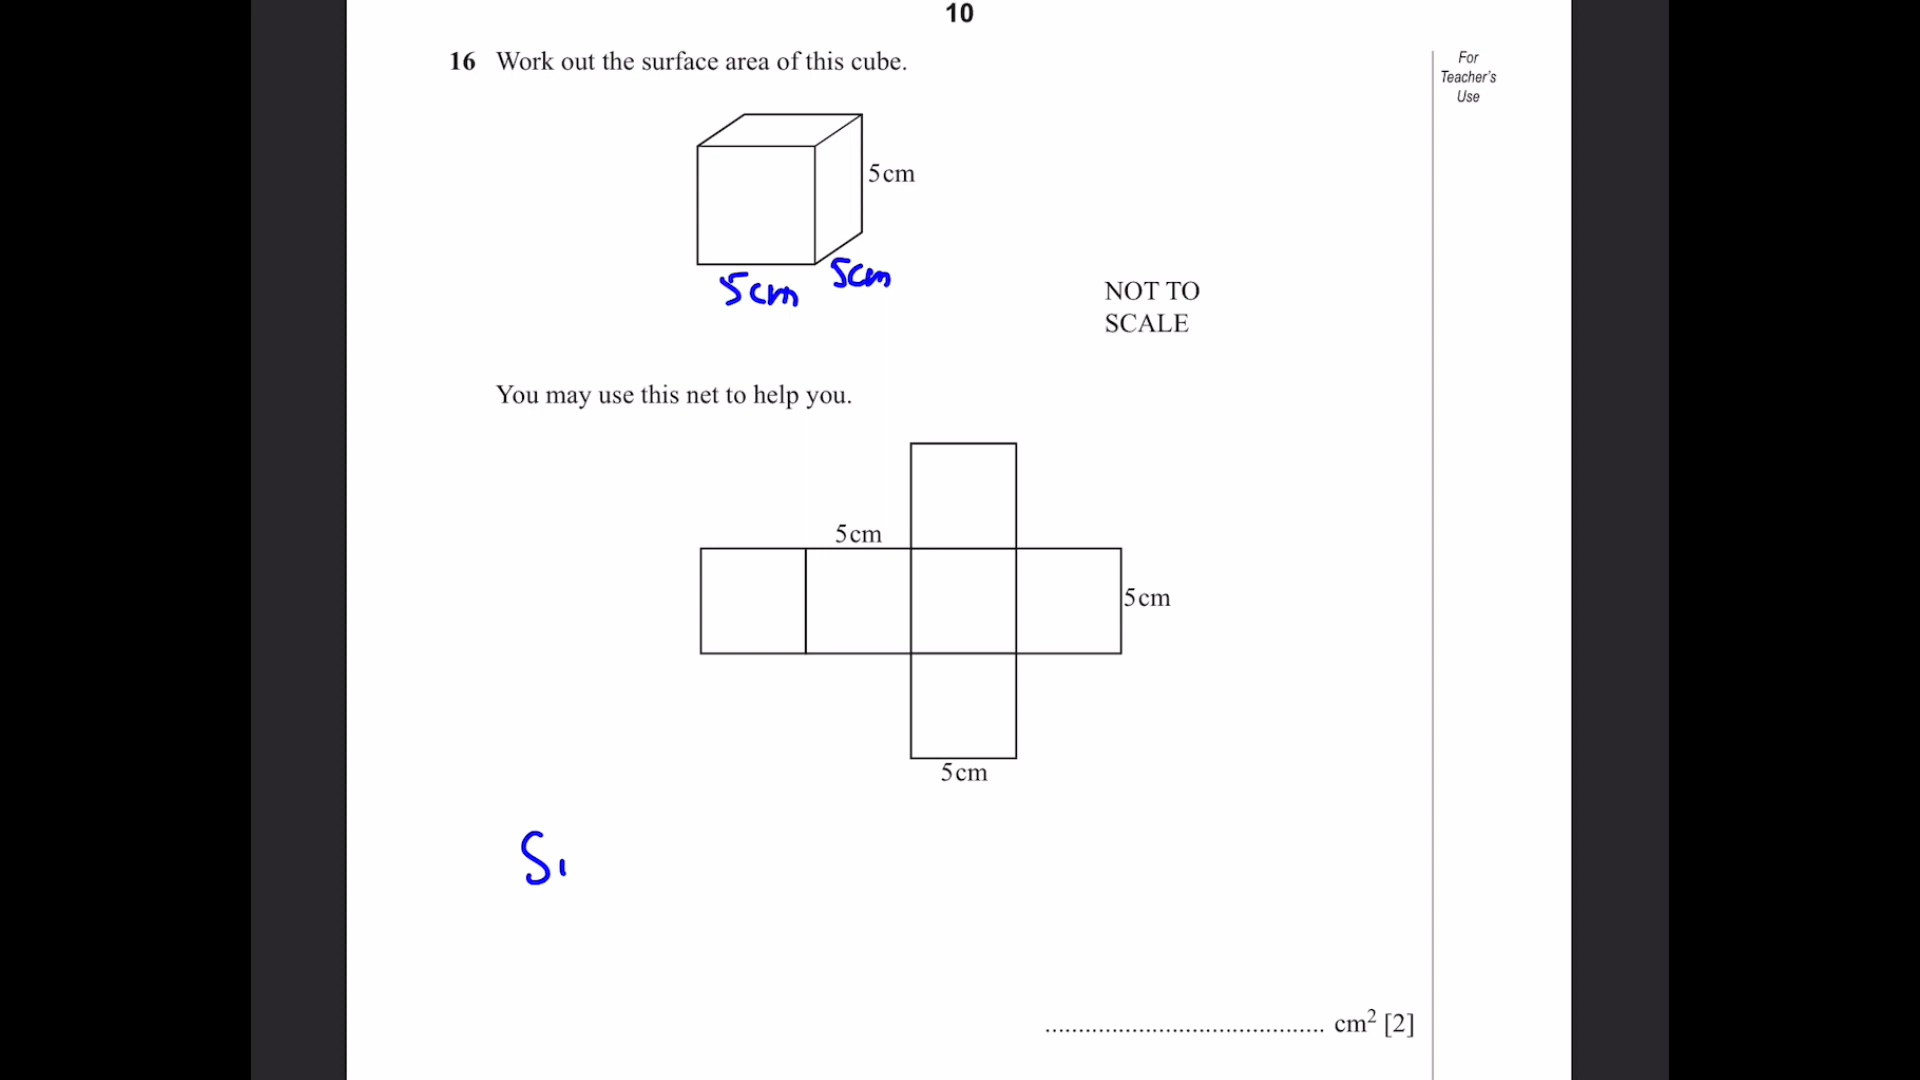 10
16 Work out the surface area of this cube.
For
Teacher's
Use
5cm
5cm
5cm
NOT TO
SCALE
You may use this net to help you.
5cm
5cm
5cm
........................................ cm² [2]